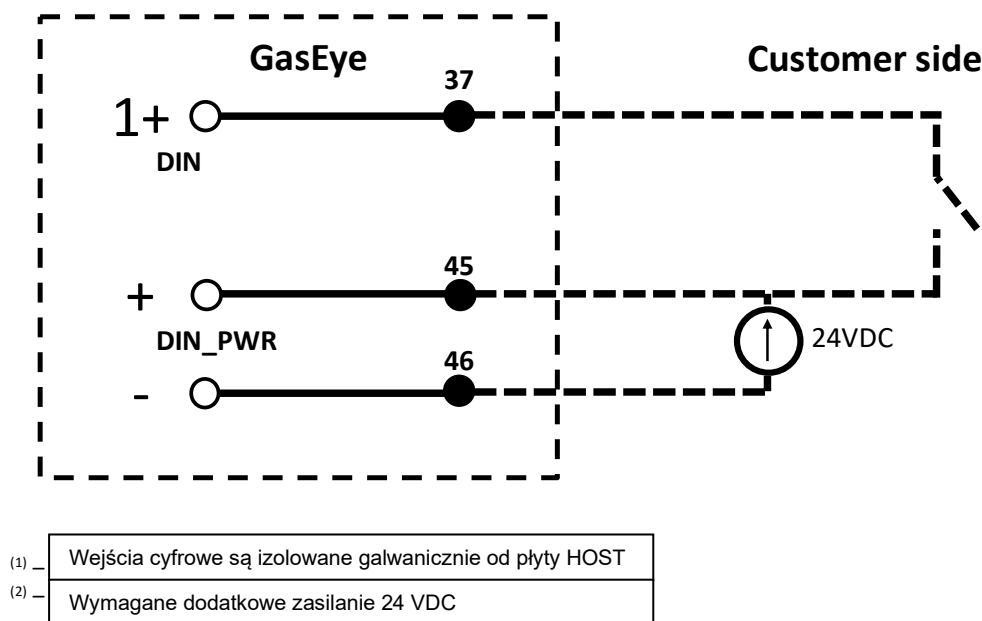 GasEye
Customer side
37
1+
DIN
45
+
DIN_PWR
24VDC
46
-
(1) Wejścia cyfrowe są izolowane galwanicznie od płyty HOST
(2) Wymagane dodatkowe zasilanie 24 VDC